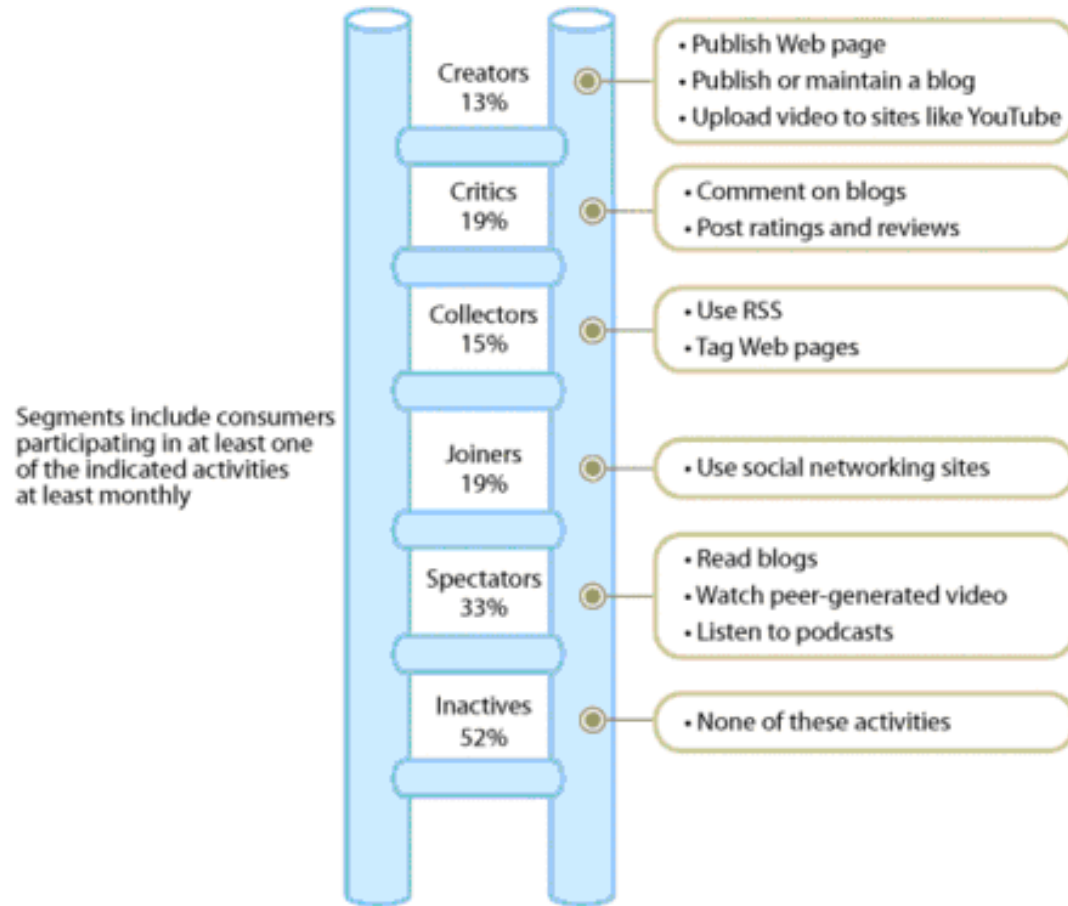 Creators
13%
• Publish Web page
• Publish or maintain a blog
• Upload video to sites like YouTube
Critics
19%
• Comment on blogs
• Post ratings and reviews
Collectors
15%
• Use RSS
• Tag Web pages
Segments include consumers
participating in at least one
of the indicated activities
at least monthly
Joiners
19%
• Use social networking sites
Spectators
33%
• Read blogs
• Watch peer-generated video
• Listen to podcasts
Inactives
52%
• None of these activities